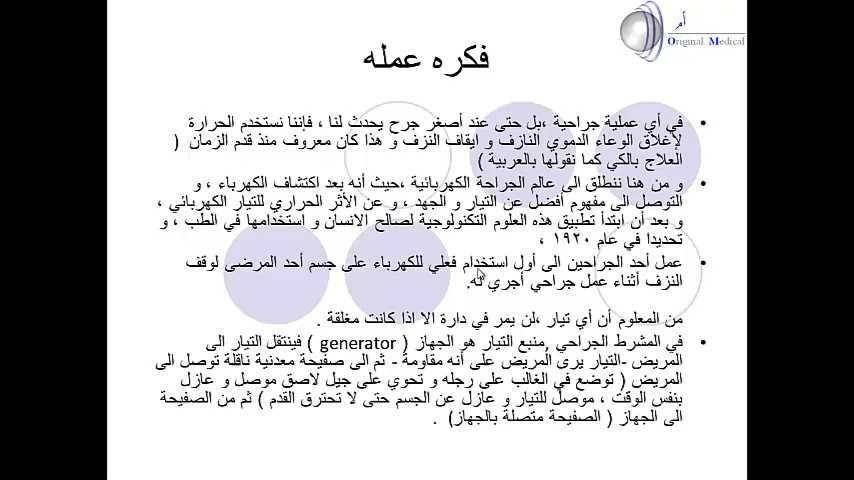 أم
Original Medical
فكره عمله
• في أي عملية جراحية ،بل حتى عند أصغر جرح يحدث لنا ، فإننا نستخدم الحرارة
لإغلاق الوعاء الدموي النازف و ايقاف النزف و هذا كان معروف منذ قدم الزمان (
العلاج بالكي كما نقولها بالعربية )
• و من هنا ننطلق الى عالم الجراحة الكهربائية ،حيث أنه بعد اكتشاف الكهرباء ، و
التوصل الى مفهوم أفضل عن التيار و الجهد ، و عن الأثر الحراري للتيار الكهربائي ،
و بعد أن ابتدأ تطبيق هذه العلوم التكنولوجية لصالح الانسان و استخدامها في الطب ، و
تحديدا في عام ١٩٢٠ ،
• عمل أحد الجراحين الى أول استخدام فعلي للكهرباء على جسم أحد المرضى لوقف
النزف أثناء عمل جراحي أجري له.
من المعلوم أن أي تيار ،لن يمر في دارة الا اذا كانت مغلقة .
• في المشرط الجراحي ,منبع التيار هو الجهاز ( generator ) فينتقل التيار الى
المريض -التيار يرى المريض على أنه مقاومة - ثم الى صفيحة معدنية ناقلة توصل الى
المريض ( توضع في الغالب على رجله و تحوي على جيل لاصق موصل و عازل
بنفس الوقت ، موصل للتيار و عازل عن الجسم حتى لا تحترق القدم ) ثم من الصفيحة
الى الجهاز ( الصفيحة متصلة بالجهاز) .